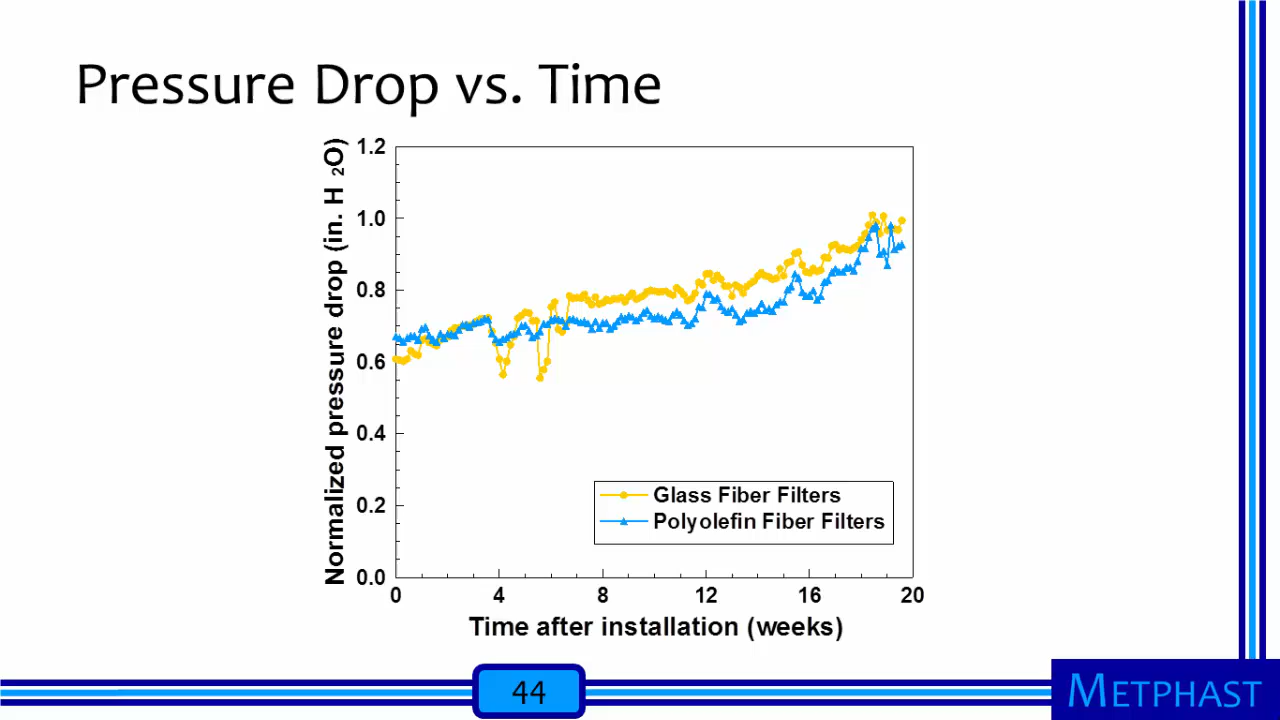 Pressure Drop vs. Time
Normalized pressure drop (in. H 2O)
1.2
1.0
0.8
0.6
0.4
0.2
0.0
Glass Fiber Filters
Polyolefin Fiber Filters
0 4 8 12 16 20
Time after installation (weeks)
44
METPHAST